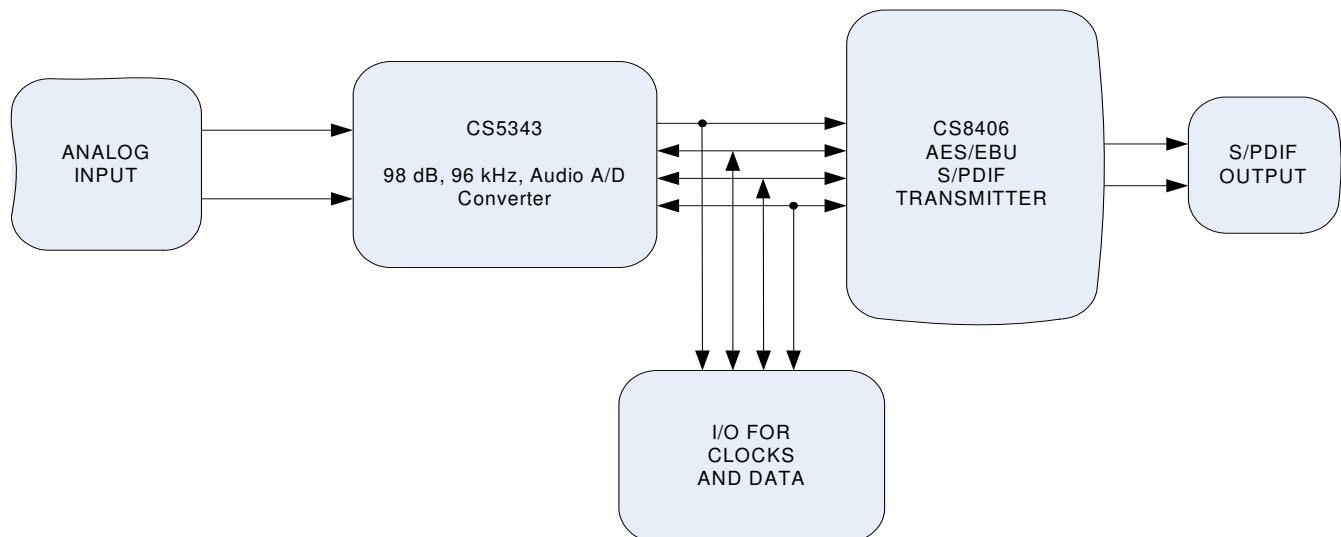 ANALOG
INPUT
CS5343
98 dB, 96 kHz, Audio A/D
Converter
CS8406
AES/EBU
S/PDIF
TRANSMITTER
S/PDIF
OUTPUT
I/O FOR
CLOCKS
AND DATA